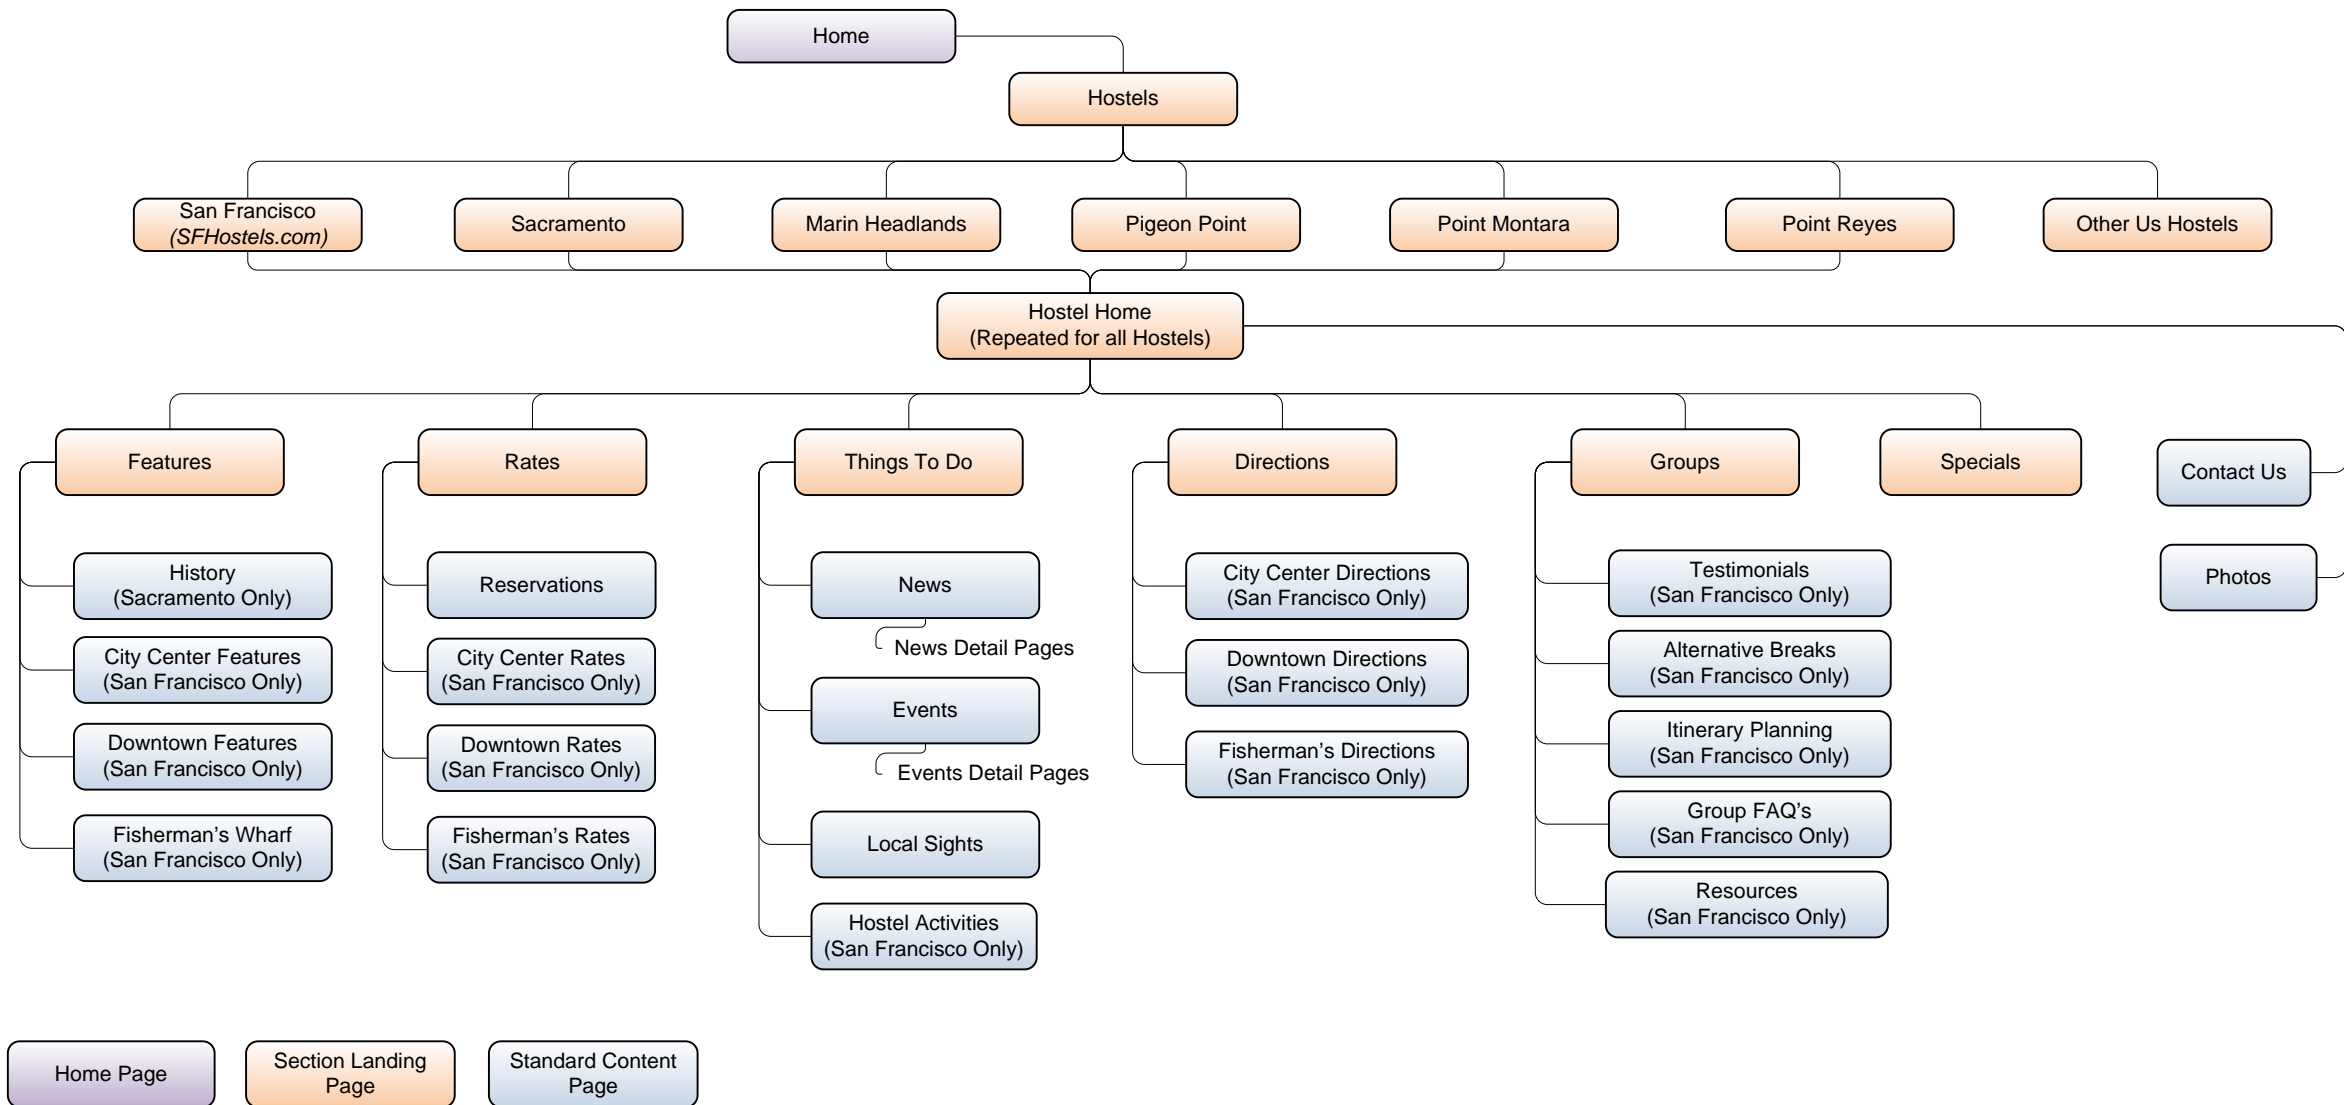 Home
Hostels
San Francisco
(SFHostels.com)
Sacramento
Marin Headlands
Pigeon Point
Point Montara
Point Reyes
Other Us Hostels
Hostel Home
(Repeated for all Hostels)
Features
Rates
Things To Do
Directions
Groups
Specials
Contact Us
Photos
History
(Sacramento Only)
City Center Features
(San Francisco Only)
Downtown Features
(San Francisco Only)
Fisherman’s Wharf
(San Francisco Only)
Reservations
City Center Rates
(San Francisco Only)
Downtown Rates
(San Francisco Only)
Fisherman’s Rates
(San Francisco Only)
News
News Detail Pages
Events
Events Detail Pages
Local Sights
Hostel Activities
(San Francisco Only)
City Center Directions
(San Francisco Only)
Downtown Directions
(San Francisco Only)
Fisherman’s Directions
(San Francisco Only)
Testimonials
(San Francisco Only)
Alternative Breaks
(San Francisco Only)
Itinerary Planning
(San Francisco Only)
Group FAQ’s
(San Francisco Only)
Resources
(San Francisco Only)
Home Page
Section Landing
Page
Standard Content
Page